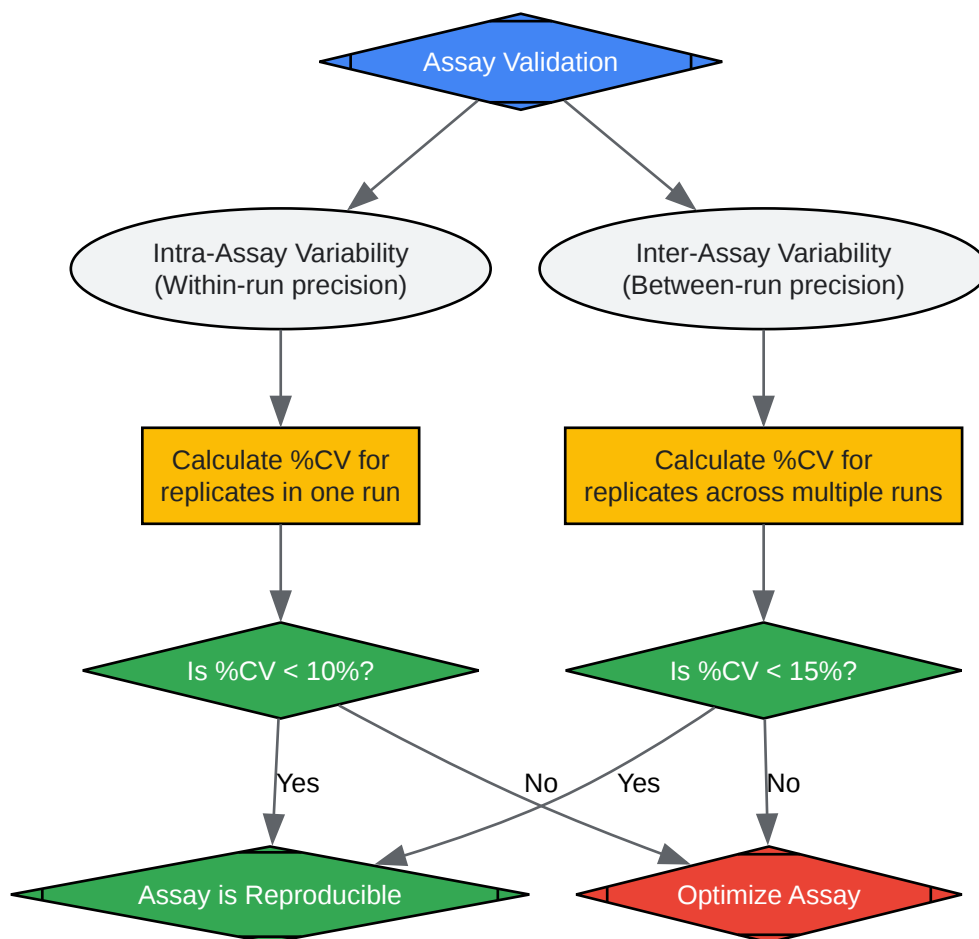 Assay Validation
Intra-Assay Variability
(Within-run precision)
Inter-Assay Variability
(Between-run precision)
Calculate %CV for
replicates in one run
Calculate %CV for
replicates across multiple runs
Is %CV < 10%?
Is %CV < 15%?
Yes
No
Yes
No
Assay is Reproducible
Optimize Assay